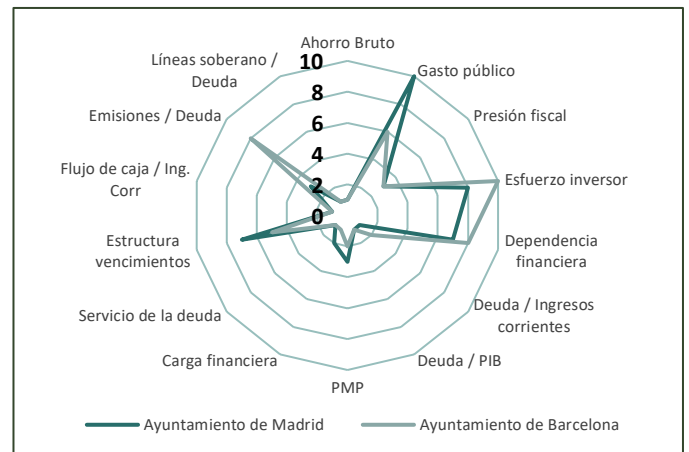 Ahorro Bruto
Gasto público
Presión fiscal
Esfuerzo inversor
Dependencia
financiera
Deuda / Ingresos
corrientes
Deuda / PIB
PMP
Carga financiera
Servicio de la deuda
Estructura
vencimientos
Flujo de caja / Ing.
Corr
Emisiones / Deuda
Líneas soberano /
Deuda
10
8
6
4
2
0
Ayuntamiento de Madrid
Ayuntamiento de Barcelona